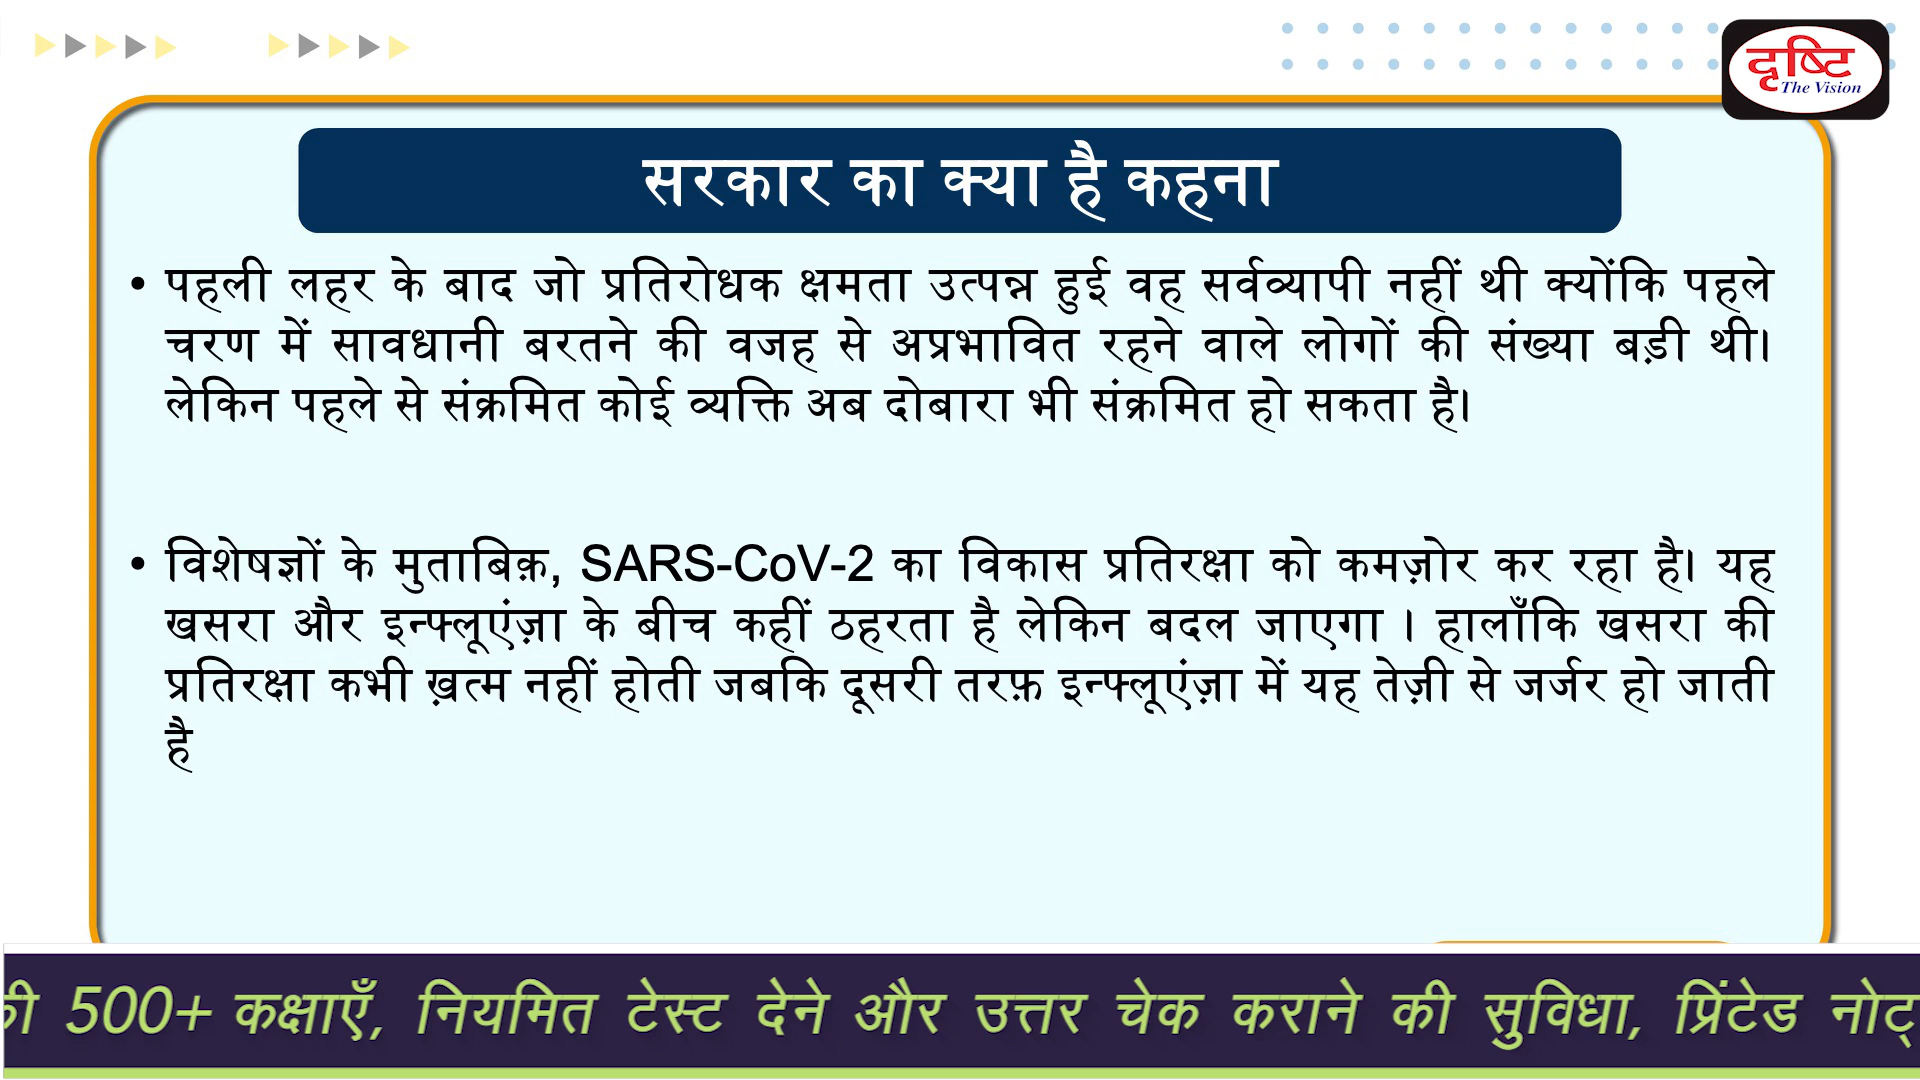 दृष्टि
The Vision
सरकार का क्या है कहना
• पहली लहर के बाद जो प्रतिरोधक क्षमता उत्पन्न हुई वह सर्वव्यापी नहीं थी क्योंकि पहले
चरण में सावधानी बरतने की वजह से अप्रभावित रहने वाले लोगों की संख्या बड़ी थी।
लेकिन पहले से संक्रमित कोई व्यक्ति अब दोबारा भी संक्रमित हो सकता है।
• विशेषज्ञों के मुताबिक़, SARS-CoV-2 का विकास प्रतिरक्षा को कमज़ोर कर रहा है। यह
खसरा और इन्फ्लूएंज़ा के बीच कहीं ठहरता है लेकिन बदल जाएगा । हालाँकि खसरा की
प्रतिरक्षा कभी ख़त्म नहीं होती जबकि दूसरी तरफ़ इन्फ्लूएंज़ा में यह तेज़ी से जर्जर हो जाती
है
500+ कक्षाएँ, नियमित टेस्ट देने और उत्तर चेक कराने की सुविधा, प्रिंटेड